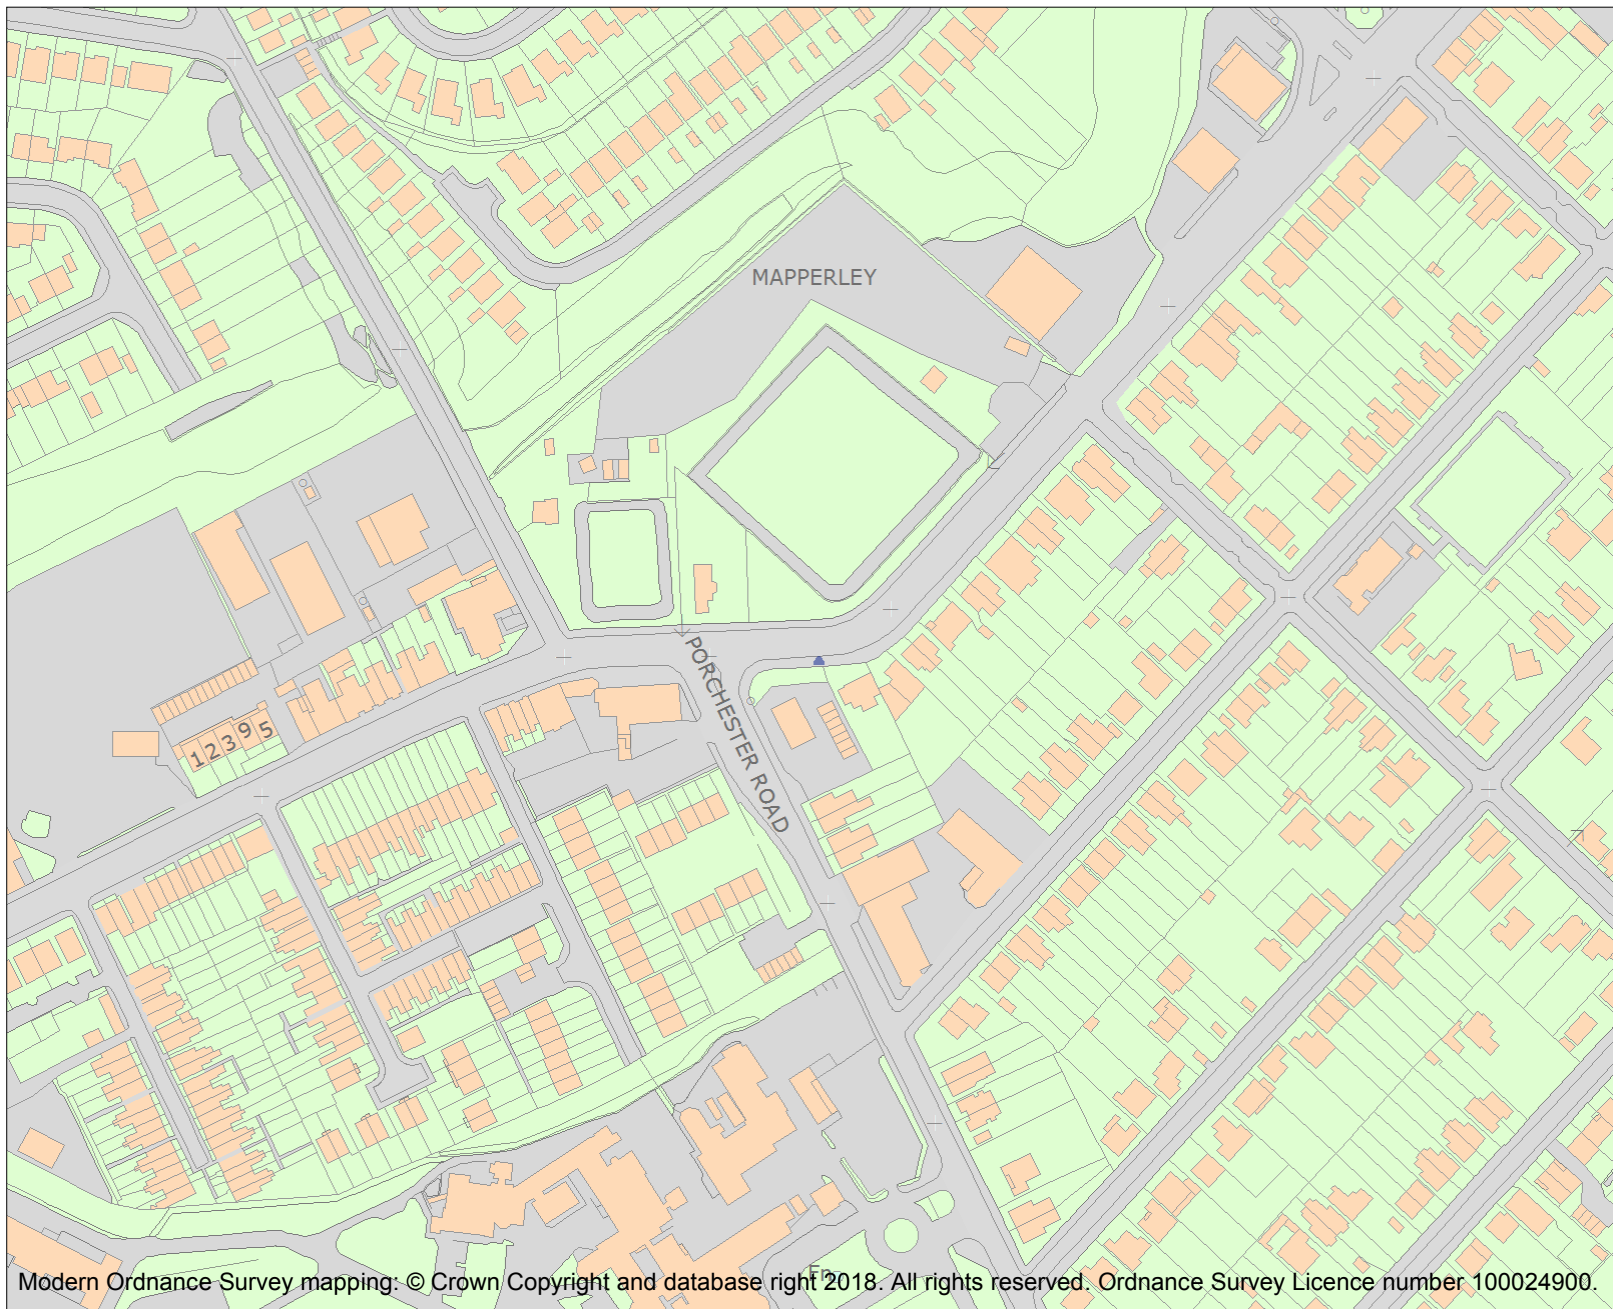 MAPPERLEY
PORCHESTER ROAD
1 2 3 9 5
Fn
Modern Ordnance Survey mapping: © Crown Copyright and database right 2018. All rights reserved. Ordnance Survey Licence number 100024900.